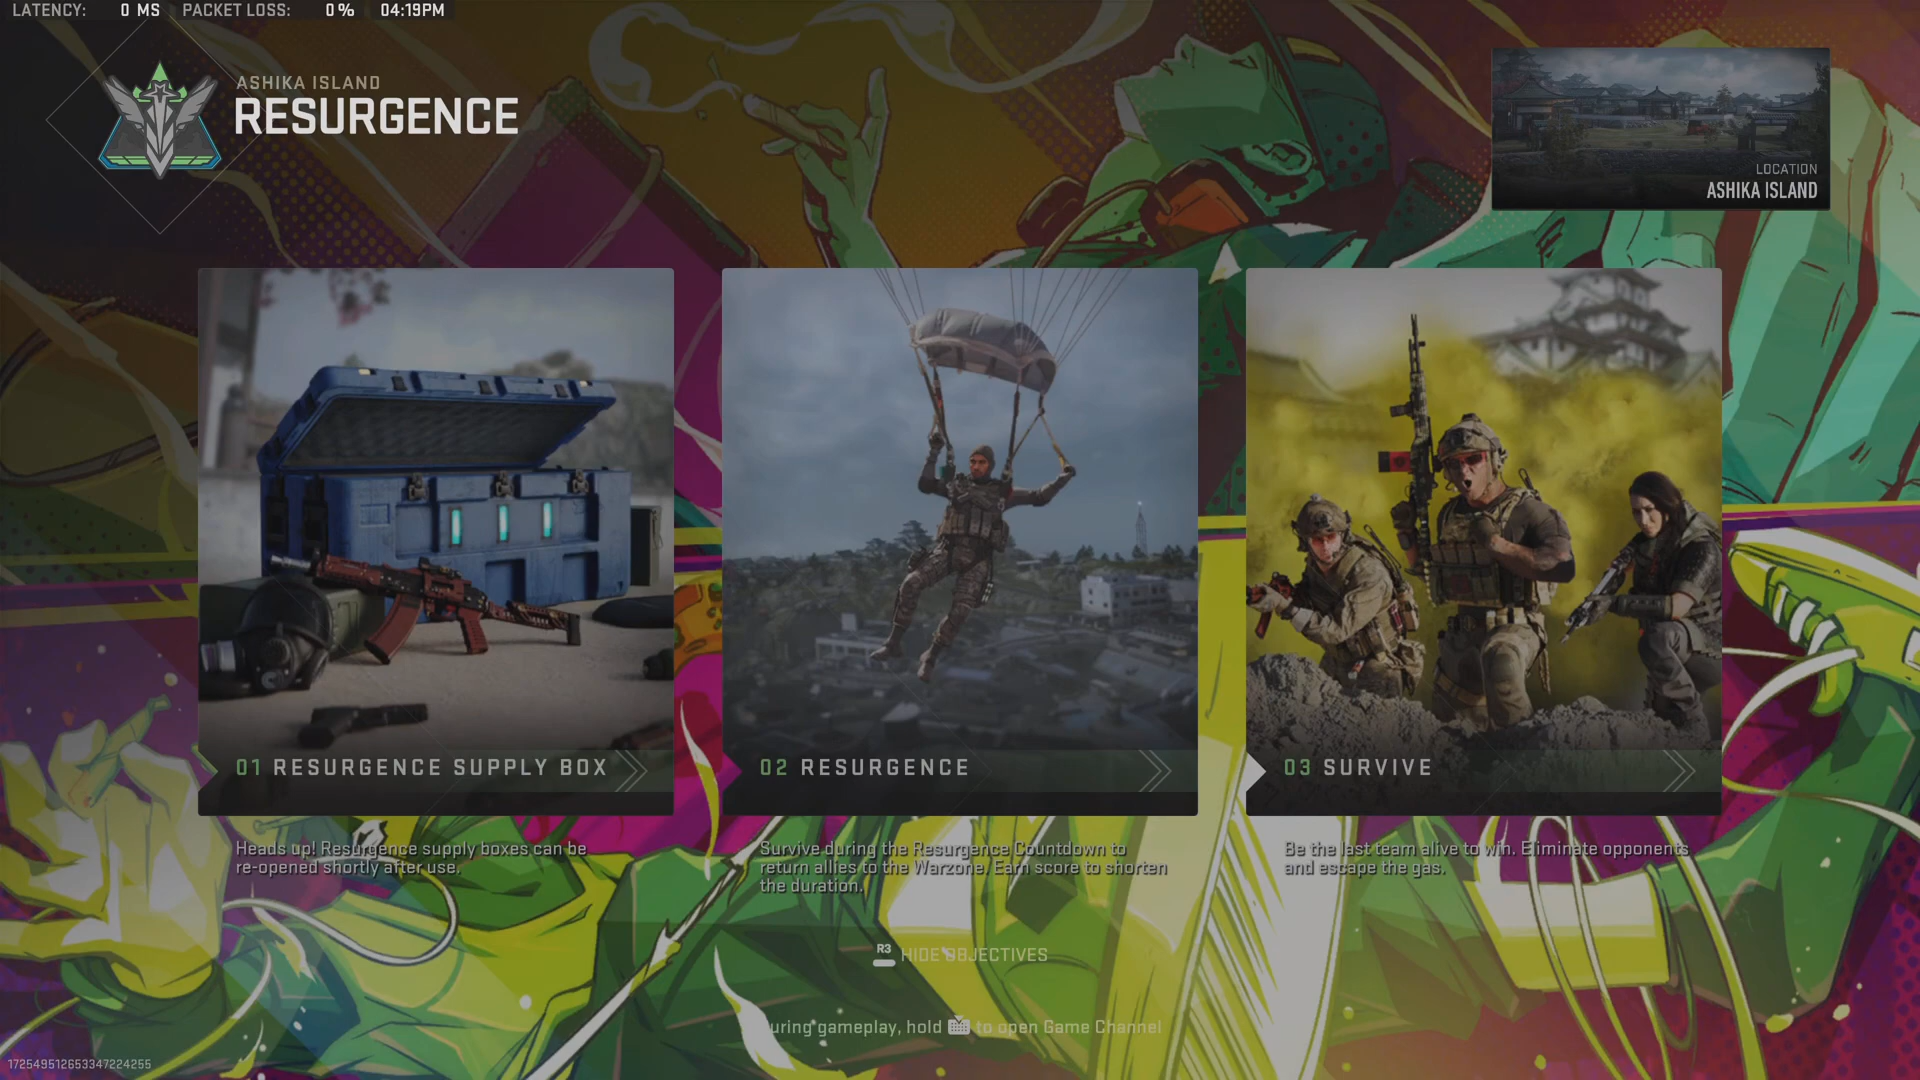 LATENCY: 0 MS PACKET LOSS: 0% 04:19PM
ASHIKA ISLAND
RESURGENCE
LOCATION
ASHIKA ISLAND
01 RESURGENCE SUPPLY BOX
Heads up! Resurgence supply boxes can be
re-opened shortly after use.
02 RESURGENCE
Survive during the Resurgence Countdown to
return allies to the Warzone. Earn score to shorten
the duration.
03 SURVIVE
Be the last team alive to win. Eliminate opponents
and escape the gas.
R3 HIDE OBJECTIVES
uring gameplay, hold to open Game Channel
17254951265334722425​5